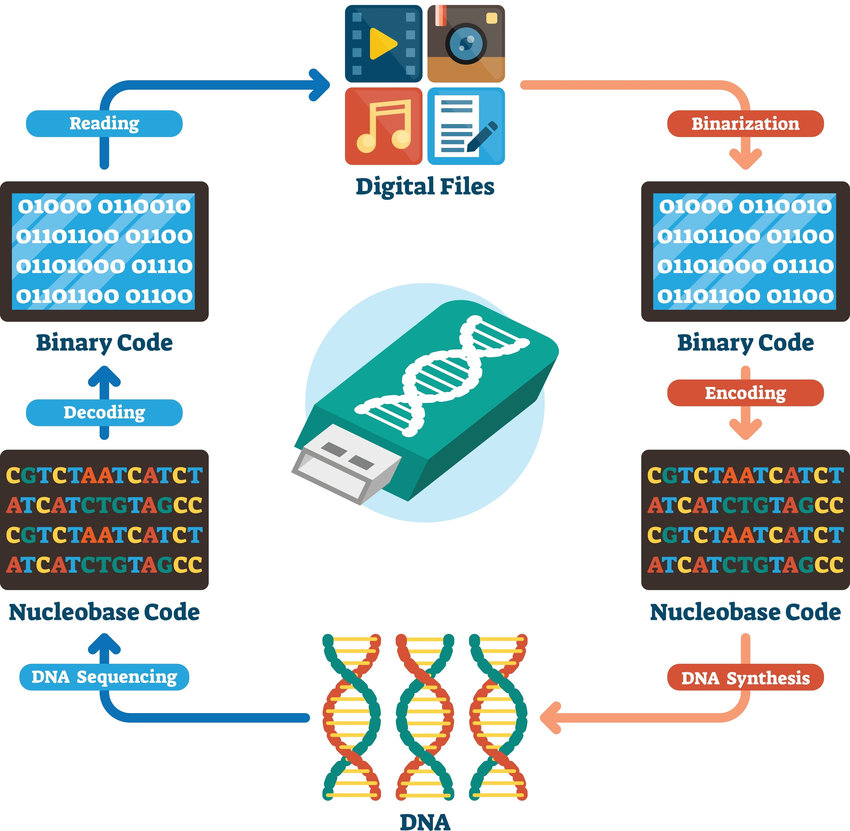 Digital Files
Reading
Binarization
01000 0110010
01101100 01100
01101000 01110
01101100 01100
Binary Code
01000 0110010
01101100 01100
01101000 01110
01101100 01100
Binary Code
Decoding
Encoding
CGTCTAATCATCT
ATCATCTGTAGCC
CGTCTAATCATCT
ATCATCTGTAGCC
Nucleobase Code
CGTCTAATCATCT
ATCATCTGTAGCC
CGTCTAATCATCT
ATCATCTGTAGCC
Nucleobase Code
DNA Sequencing
DNA Synthesis
DNA